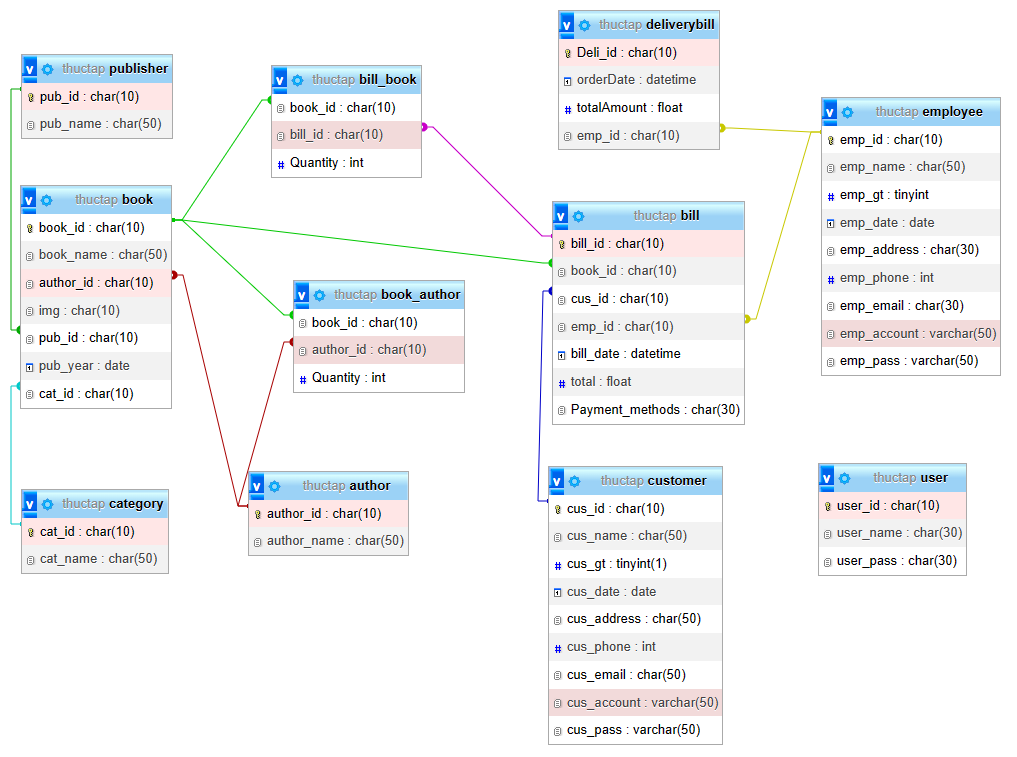 thuctap publisher
pub_id : char(10)
pub_name : char(50)
thuctap book
book_id : char(10)
book_name : char(50)
author_id : char(10)
img : char(10)
pub_id : char(10)
pub_year : date
cat_id : char(10)
thuctap category
cat_id : char(10)
cat_name : char(50)
thuctap bill_book
book_id : char(10)
bill_id : char(10)
Quantity : int
thuctap book_author
book_id : char(10)
author_id : char(10)
Quantity : int
thuctap author
author_id : char(10)
author_name : char(50)
thuctap deliverybill
Deli_id : char(10)
orderDate : datetime
totalAmount : float
emp_id : char(10)
thuctap bill
bill_id : char(10)
book_id : char(10)
cus_id : char(10)
emp_id : char(10)
bill_date : datetime
total : float
Payment_methods : char(30)
thuctap customer
cus_id : char(10)
cus_name : char(50)
cus_gt : tinyint(1)
cus_date : date
cus_address : char(50)
cus_phone : int
cus_email : char(50)
cus_account : varchar(50)
cus_pass : varchar(50)
thuctap employee
emp_id : char(10)
emp_name : char(50)
emp_gt : tinyint
emp_date : date
emp_address : char(30)
emp_phone : int
emp_email : char(30)
emp_account : varchar(50)
emp_pass : varchar(50)
thuctap user
user_id : char(10)
user_name : char(30)
user_pass : char(30)